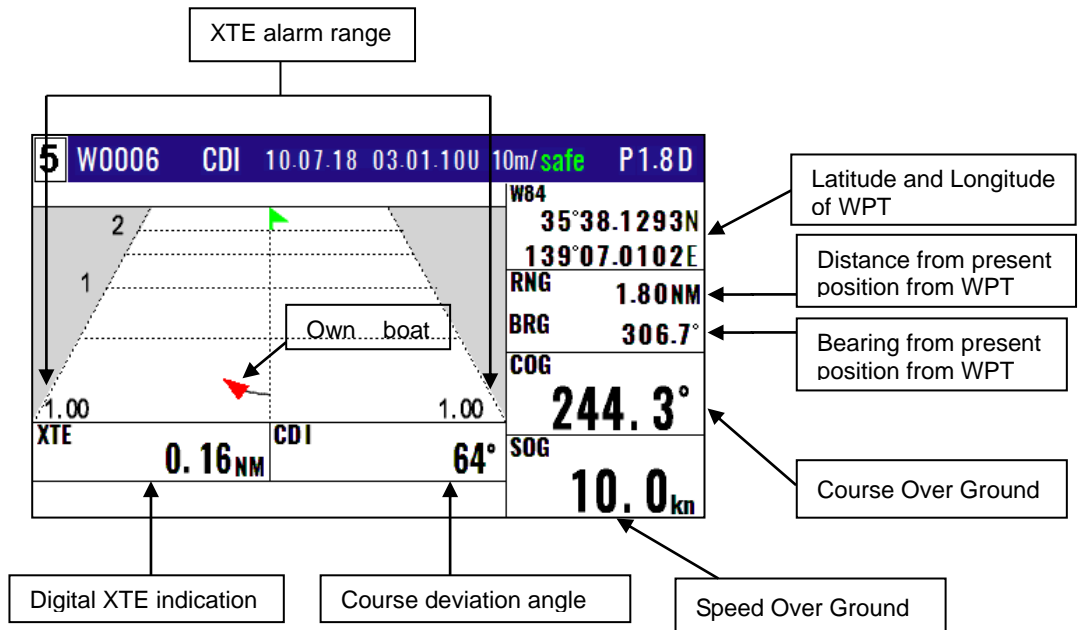 XTE alarm range
5 W0006 CDI 10.07.18 03.01.10U 10m/safe P1.8D
W84
35°38.1293N
139°07.0102E
RNG 1.80NM
BRG 306.7°
COG
244.3°
SOG
10.0kn
2
1
Own boat
1.00 1.00
XTE 0.16NM
CDI 64°
Latitude and Longitude
of WPT
Distance from present
position from WPT
Bearing from present
position from WPT
Course Over Ground
Digital XTE indication
Course deviation angle
Speed Over Ground